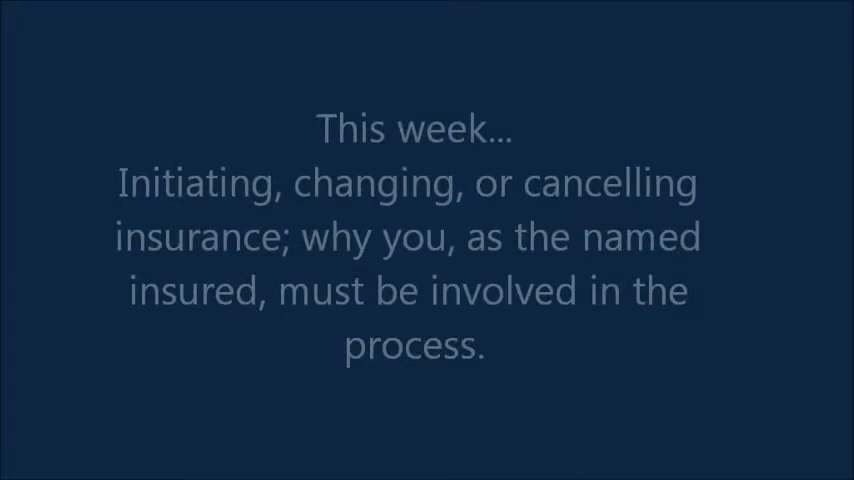 This week...
Initiating, changing, or cancelling
insurance; why you, as the named
insured, must be involved in the
process.